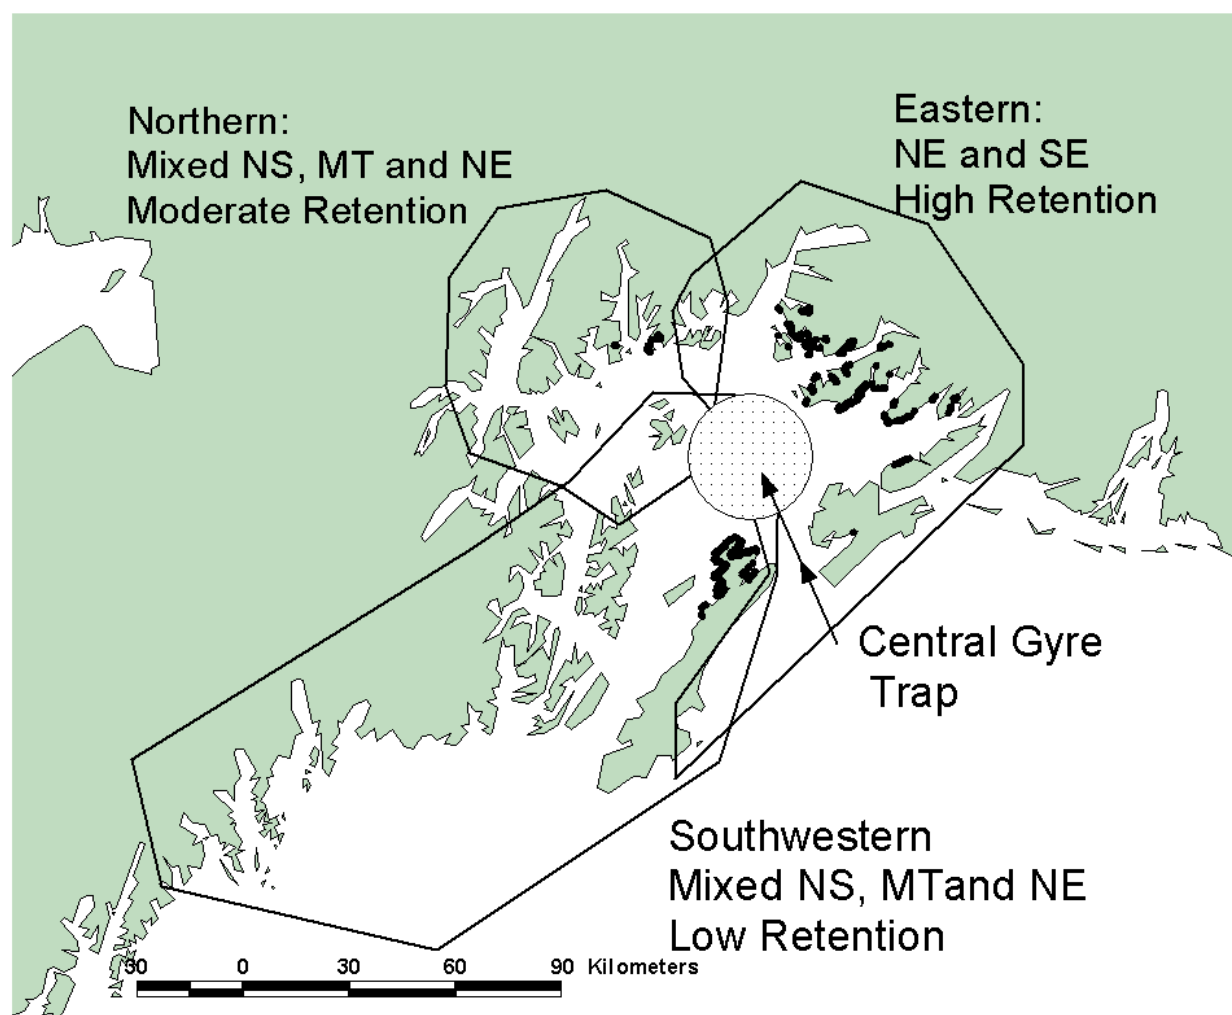 Northern:
Mixed NS, MT and NE
Moderate Retention
Eastern:
NE and SE
High Retention
Central Gyre
Trap
Southwestern
Mixed NS, MTand NE
Low Retention
30 0 30 60 90 Kilometers